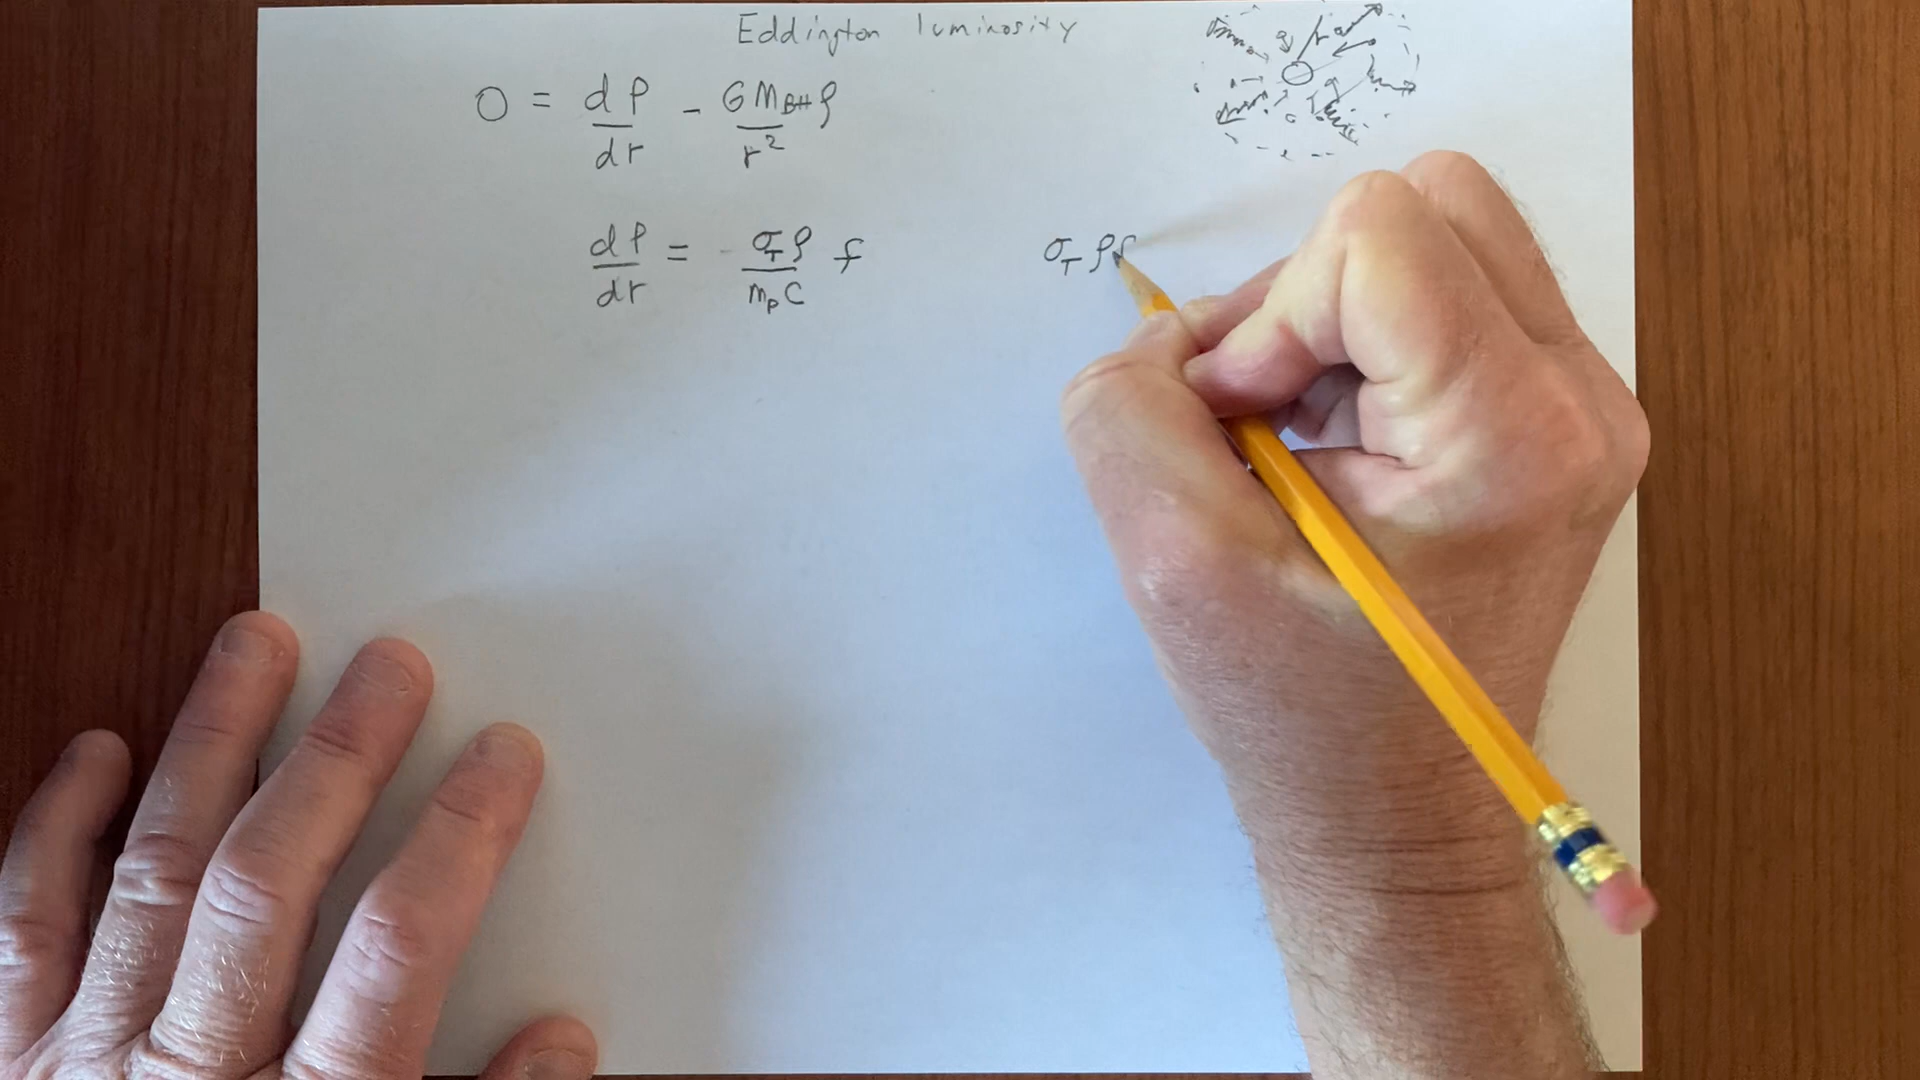 Eddington luminosity
0 = dP/dr - GM_BH ρ/r²
dP/dr = σ_T ρ/m_p c f
σ_T ρ